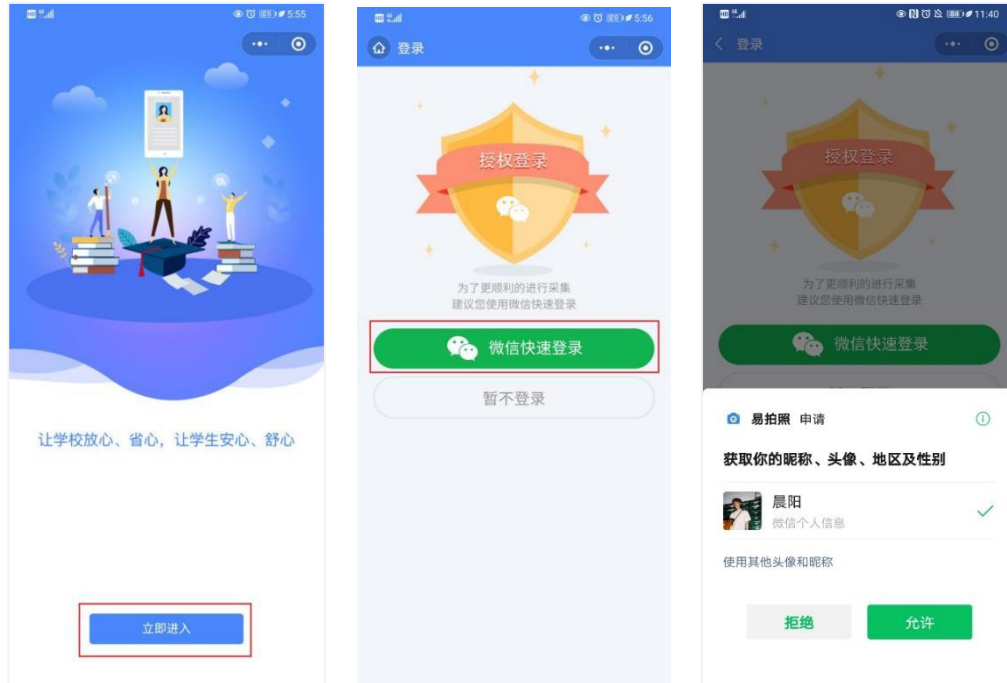 5:55
让学校放心、省心，让学生安心、舒心
立即进入
5:56
登录
授权登录
为了更顺利的进行采集
建议您使用微信快速登录
微信快速登录
暂不登录
11:40
登录
授权登录
为了更顺利的进行采集
建议您使用微信快速登录
微信快速登录
易拍照 申请
获取你的昵称、头像、地区及性别
晨阳
微信个人信息
使用其他头像和昵称
拒绝
允许